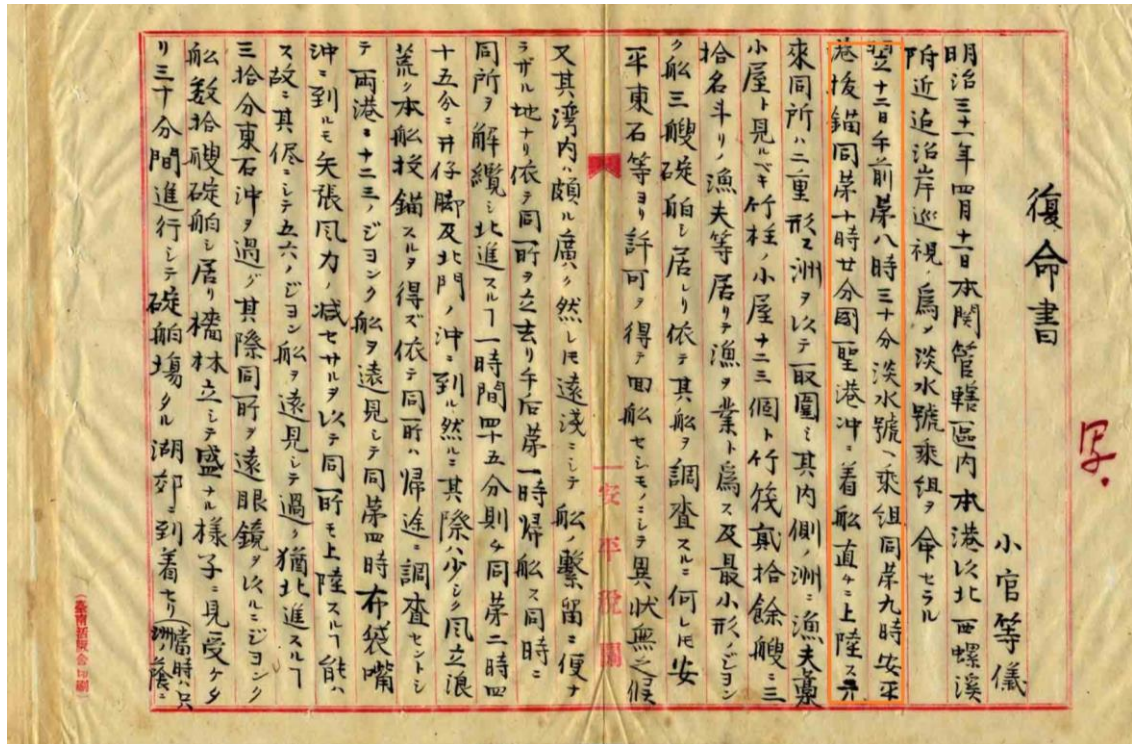 復命書
小官等儀
明治三十一年四月十一日本関管轄區内本港以北西螺溪
附近迄沿岸巡視ノ為メ淡水號乗組ヲ命セラル
翌十二日午前第八時三十分淡水號ヘ乗組同第九時安平
港抜錨同第十時廿分國聖港沖ニ着船直チニ上陸ス
來同所ハ二重形ヱ洲ヲ以テ取圍ミ其内側ノ洲ニ漁夫藁
小屋ト見ルベキ竹柱ノ小屋十二三個ト竹筏貳拾餘艘ニ三
拾名斗リノ漁夫等居リテ漁ヲ業ト為ス及最小形ノジヨン
ク船三艘碇舶シ居レリ依テ其船ヲ調査スルニ何レモ安
平東石等ヨリ許可ヲ得テ回船セシモノニシテ異状無之候
又其湾内ハ頗ル廣ク然レモ遠淺ニシテ船ノ繋留ニ便ナ
ラザル地ナリ依テ同所ヲ立去リ午后第一時帰船ス同時ニ
同所ヲ解纜シ北進スルヿ一時間四十五分則チ同第二時四
十五分ニ井仔脚及北門ノ沖ニ到ル然ルニ其際ハ少シク風立浪
荒ク本船投錨スルヲ得ズ依テ同所ハ帰途ニ調査セントシ
テ両港ニ十二三ノジヨンク船ヲ遠見シテ同第四時布袋嘴
沖ニ到ルモ矢張風力ノ減セサルヲ以テ同所モ上陸スルヿ能ハ
ス故ニ其侭ニシテ五六ノジヨン船ヲ遠見シテ過ク猶北進スルヿ
三拾分東石沖ヲ過グ其際同所ヲ遠眼鏡ヲ以ルニジヨンク
船数拾艘碇舶シ居リ檣林立シテ盛ナル様子ニ見受ケタ
リ三十分間進行シテ碇舶場タル湖郊ニ到着セリ(當時ハ只
洲ノ蔭ニ
写.
安平税關